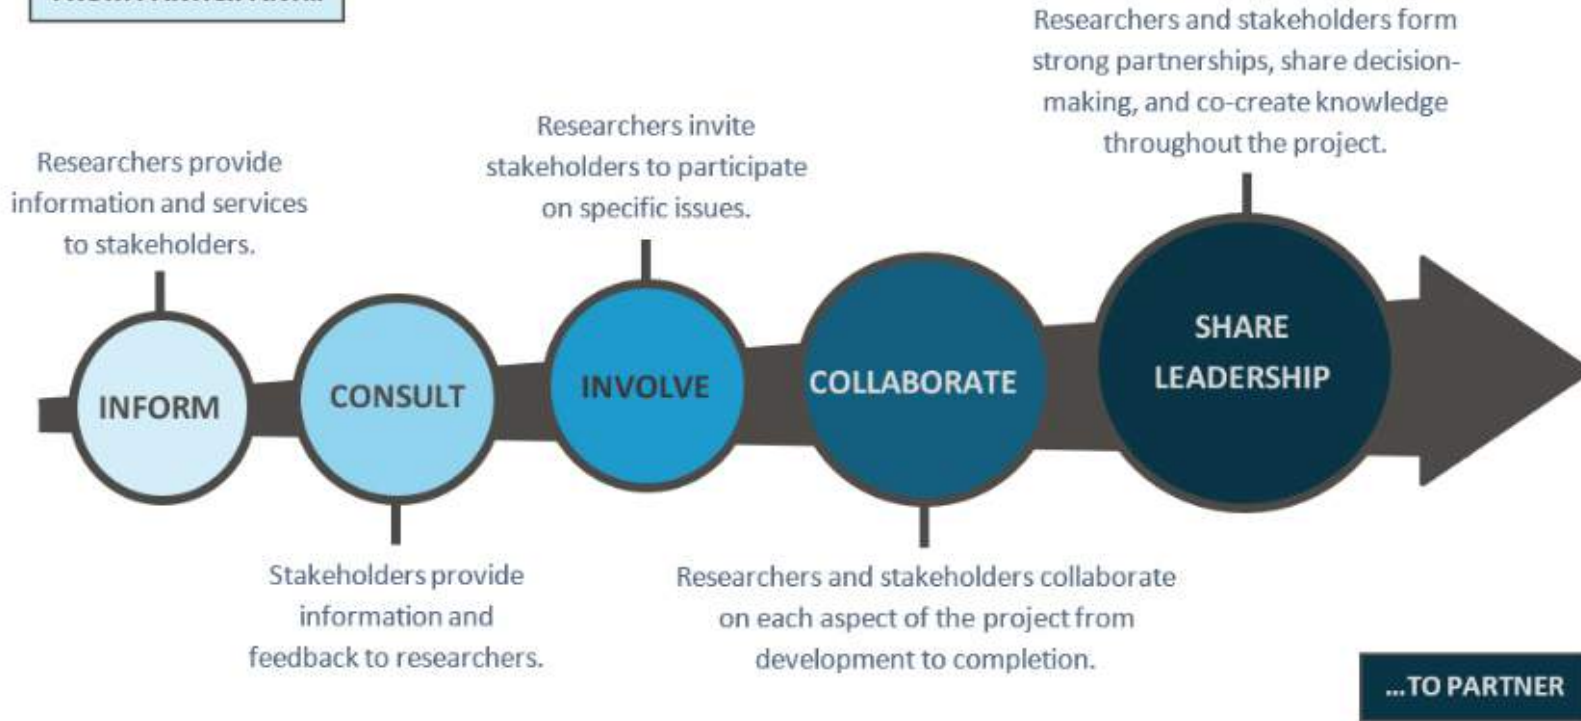 Researchers and stakeholders form
strong partnerships, share decision-
making, and co-create knowledge
throughout the project.
Researchers invite
stakeholders to participate
on specific issues.
Researchers provide
information and services
to stakeholders.
INFORM
CONSULT
INVOLVE
COLLABORATE
SHARE
LEADERSHIP
Stakeholders provide
information and
feedback to researchers.
Researchers and stakeholders collaborate
on each aspect of the project from
development to completion.
...TO PARTNER